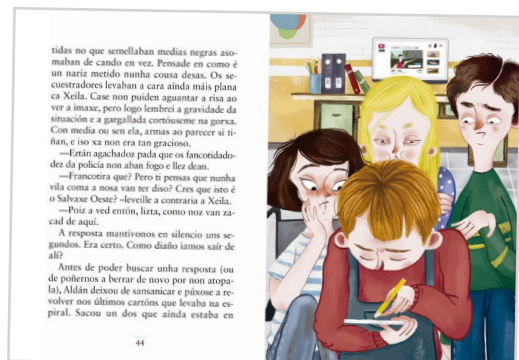 tidas no que semellaban medias negras aso-
maban de cando en vez. Pensade en como é
un nariz metido nunha cousa desas. Os se-
cuestradores levaban a cara aínda máis plana
ca Xeila. Case non puiden aguantar a risa ao
ver a imaxe, pero logo lembrei a gravidade da
situación e a gargallada cortóuseme na gorxa.
Con media ou sen ela, armas ao parecer si ti-
ñan, e iso xa non era tan gracioso.
—Eztán agachadoz pada que os fancotidado-
dez da policía non aban fogo e llez dean.
—Francotira que? Pero ti pensas que nunha
vila coma a nosa van ter diso? Cres que isto é
o Salvaxe Oeste? –leveille a contraria a Xeila.
—Poiz a ved entón, lizta, como noz van za-
cad de aquí.
A resposta mantívonos en silencio uns se-
gundos. Era certo. Como diaño iamos saír de
alí?
Antes de poder buscar unha resposta (ou
de poñernos a berrar de novo por non atopa-
la), Aldán deixou de sansanicar e púxose a re-
volver nos últimos cartóns que levaba na es-
piral. Sacou un dos que aínda estaba en
44